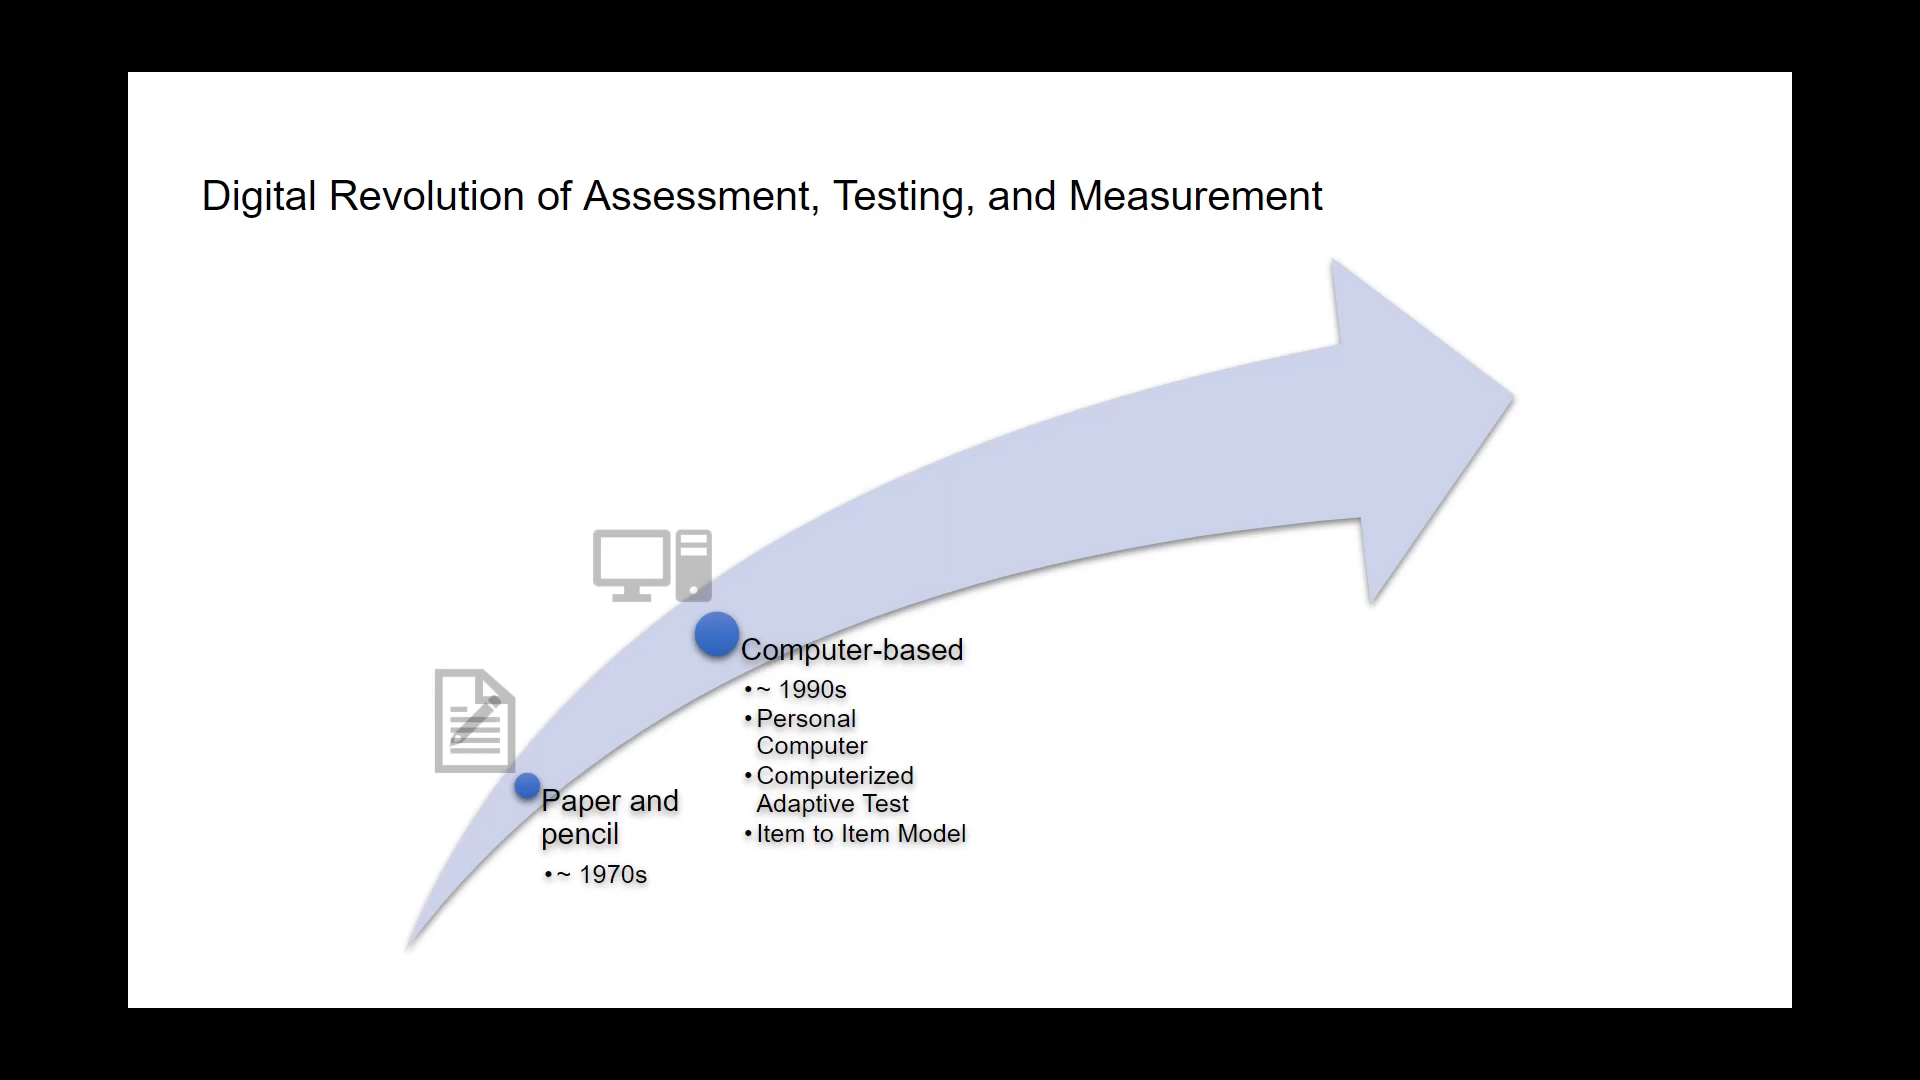 Digital Revolution of Assessment, Testing, and Measurement
Paper and
pencil
•~ 1970s
Computer-based
•~ 1990s
•Personal
Computer
•Computerized
Adaptive Test
•Item to Item Model